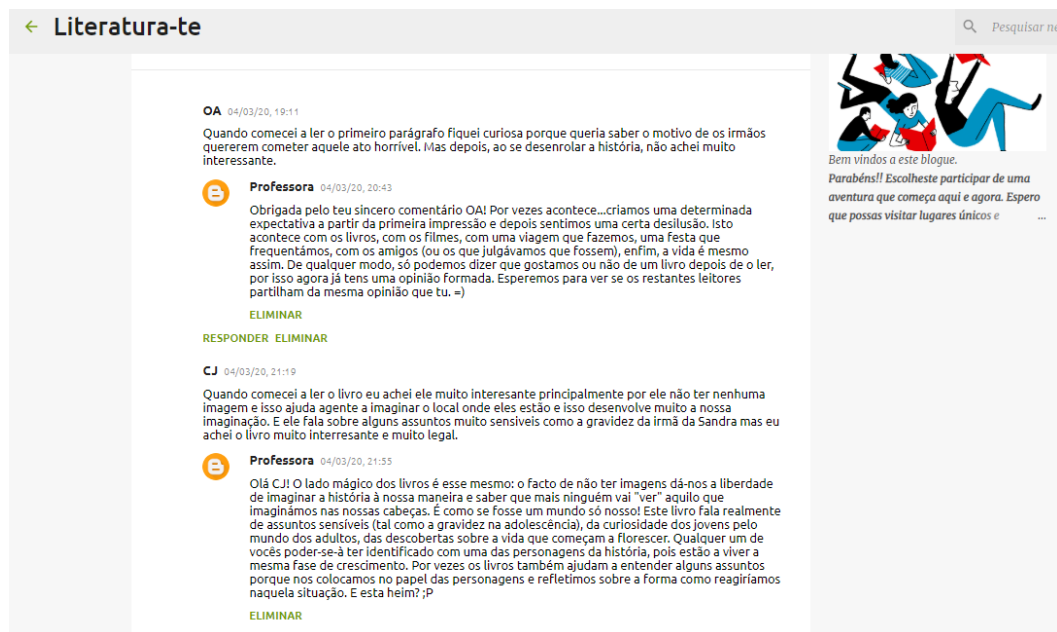 ← Literatura-te
Pesquisar ne
OA 04/03/20, 19:11
Quando comecei a ler o primeiro parágrafo fiquei curiosa porque queria saber o motivo de os irmãos
quererem cometer aquele ato horrível. Mas depois, ao se desenrolar a história, não achei muito
interessante.
Professora 04/03/20, 20:43
Obrigada pelo teu sincero comentário OA! Por vezes acontece...criamos uma determinada
expectativa a partir da primeira impressão e depois sentimos uma certa desilusão. Isto
acontece com os livros, com os filmes, com uma viagem que fazemos, uma festa que
frequentámos, com os amigos (ou os que julgávamos que fossem), enfim, a vida é mesmo
assim. De qualquer modo, só podemos dizer que gostamos ou não de um livro depois de o ler,
por isso agora já tens uma opinião formada. Esperemos para ver se os restantes leitores
partilham da mesma opinião que tu. =)
ELIMINAR
RESPONDER ELIMINAR
CJ 04/03/20, 21:19
Quando comecei a ler o livro eu achei ele muito interessante principalmente por ele não ter nenhuma
imagem e isso ajuda agente a imaginar o local onde eles estão e isso desenvolve muito a nossa
imaginação. E ele fala sobre alguns assuntos muito sensiveis como a gravidez da irmã da Sandra mas eu
achei o livro muito interresante e muito legal.
Professora 04/03/20, 21:55
Olá CJ! O lado mágico dos livros é esse mesmo: o facto de não ter imagens dá-nos a liberdade
de imaginar a história à nossa maneira e saber que mais ninguém vai "ver" aquilo que
imaginámos nas nossas cabeças. É como se fosse um mundo só nosso! Este livro fala realmente
de assuntos sensíveis (tal como a gravidez na adolescência), da curiosidade dos jovens pelo
mundo dos adultos, das descobertas sobre a vida que começam a florescer. Qualquer um de
vocês poder-se-à ter identificado com uma das personagens da história, pois estão a viver a
mesma fase de crescimento. Por vezes os livros também ajudam a entender alguns assuntos
porque nos colocamos no papel das personagens e refletimos sobre a forma como reagiríamos
naquela situação. E esta heim? ;P
ELIMINAR
Bem vindos a este blogue.
Parabéns!! Escolheste participar de uma
aventura que começa aqui e agora. Espero
que possas visitar lugares únicos e ...